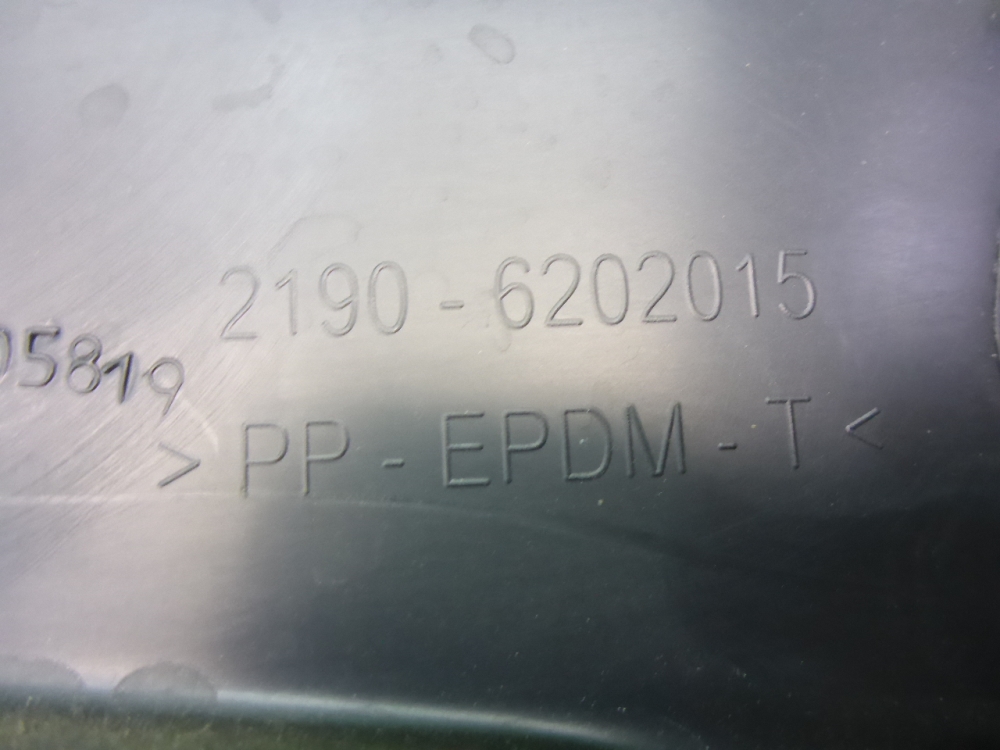 2190 - 6202015
05819
> PP - EPDM - T <